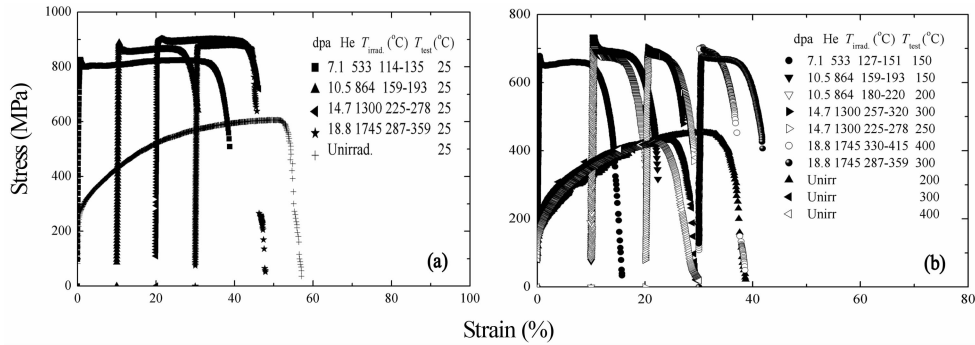 Stress (MPa)
1000
800
600
400
200
0
0
20
40
60
80
100
dpa He T irrad. (°C) T test (°C)
7.1 533 114-135 25
10.5 864 159-193 25
14.7 1300 225-278 25
18.8 1745 287-359 25
Unirrad. 25
(a)
800
600
400
200
0
0
20
40
60
80
dpa He T irrad. (°C) T test (°C)
7.1 533 127-151 150
10.5 864 159-193 150
10.5 864 180-220 200
14.7 1300 257-320 300
14.7 1300 225-278 250
18.8 1745 330-415 400
18.8 1745 287-359 300
Unirr 200
Unirr 300
Unirr 400
(b)
Strain (%)